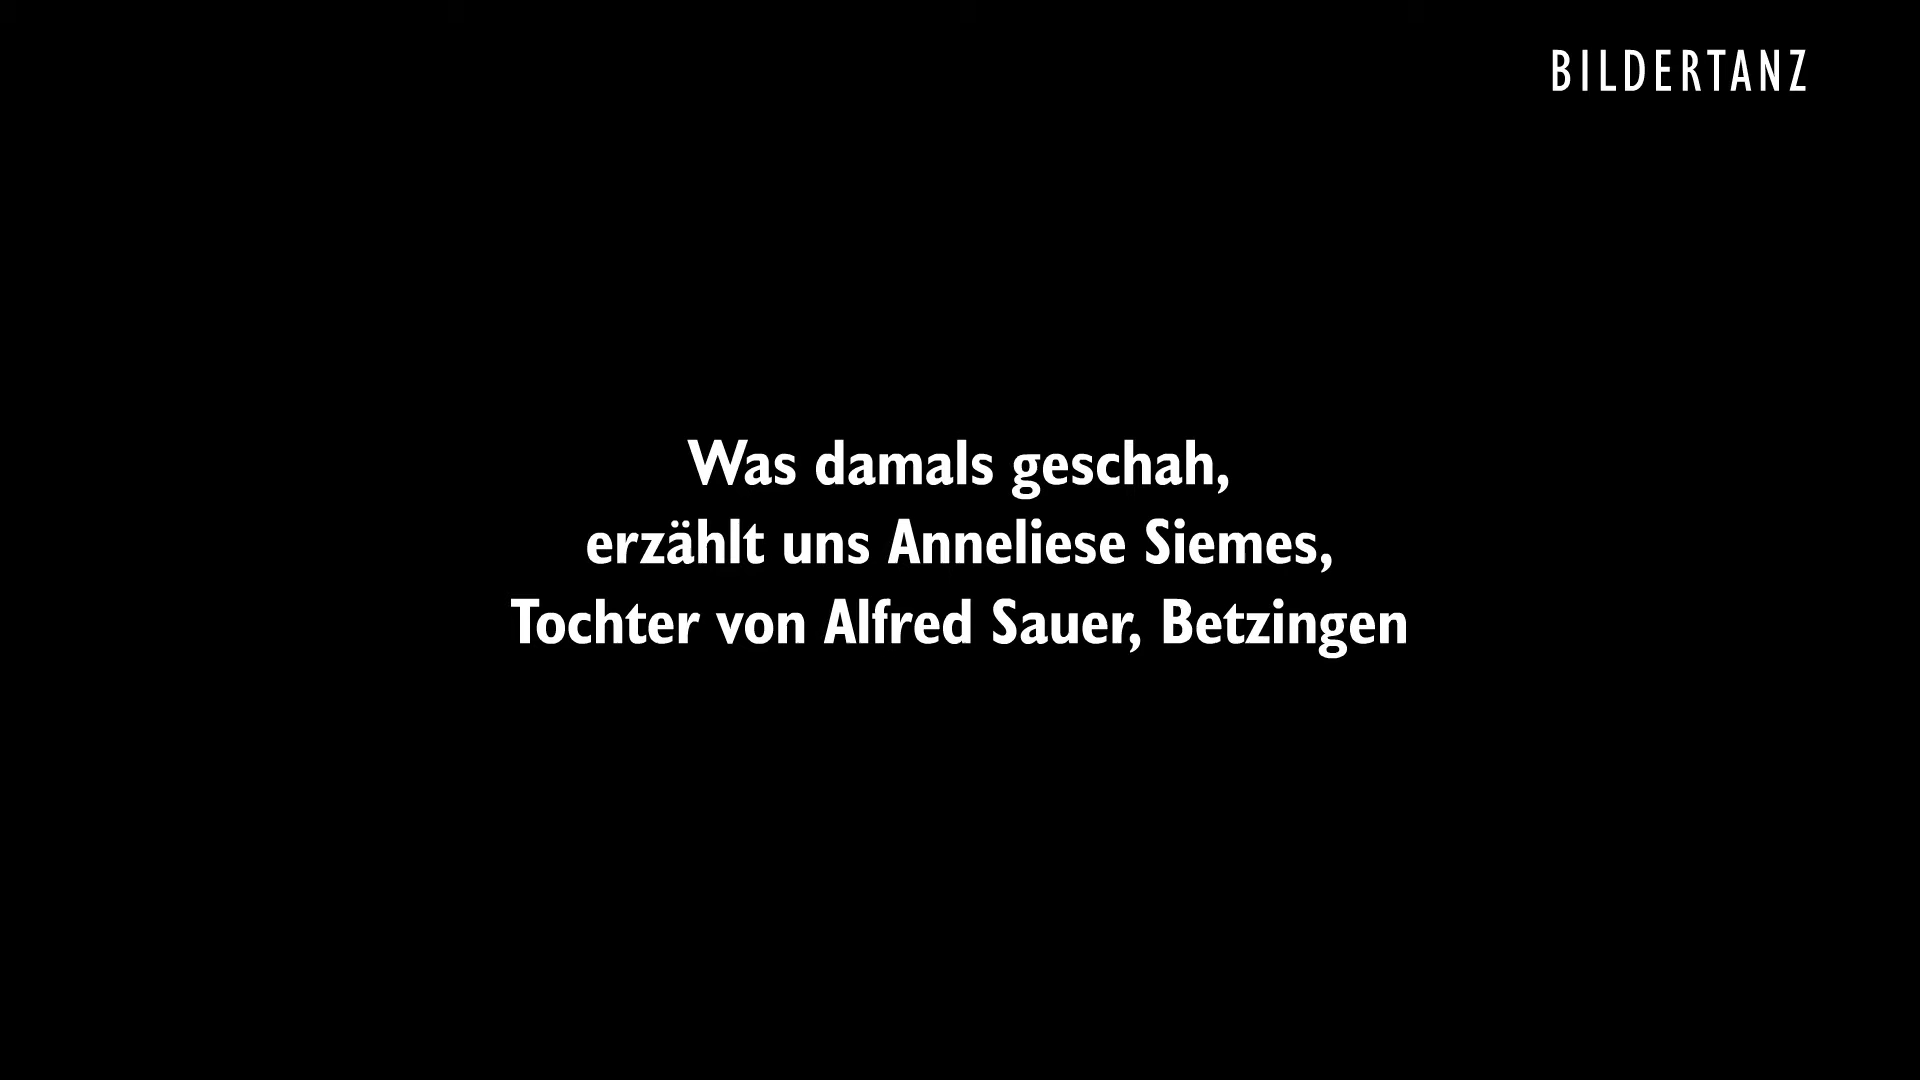 BILDERTANZ
Was damals geschah,
erzählt uns Anneliese Siemes,
Tochter von Alfred Sauer, Betzingen